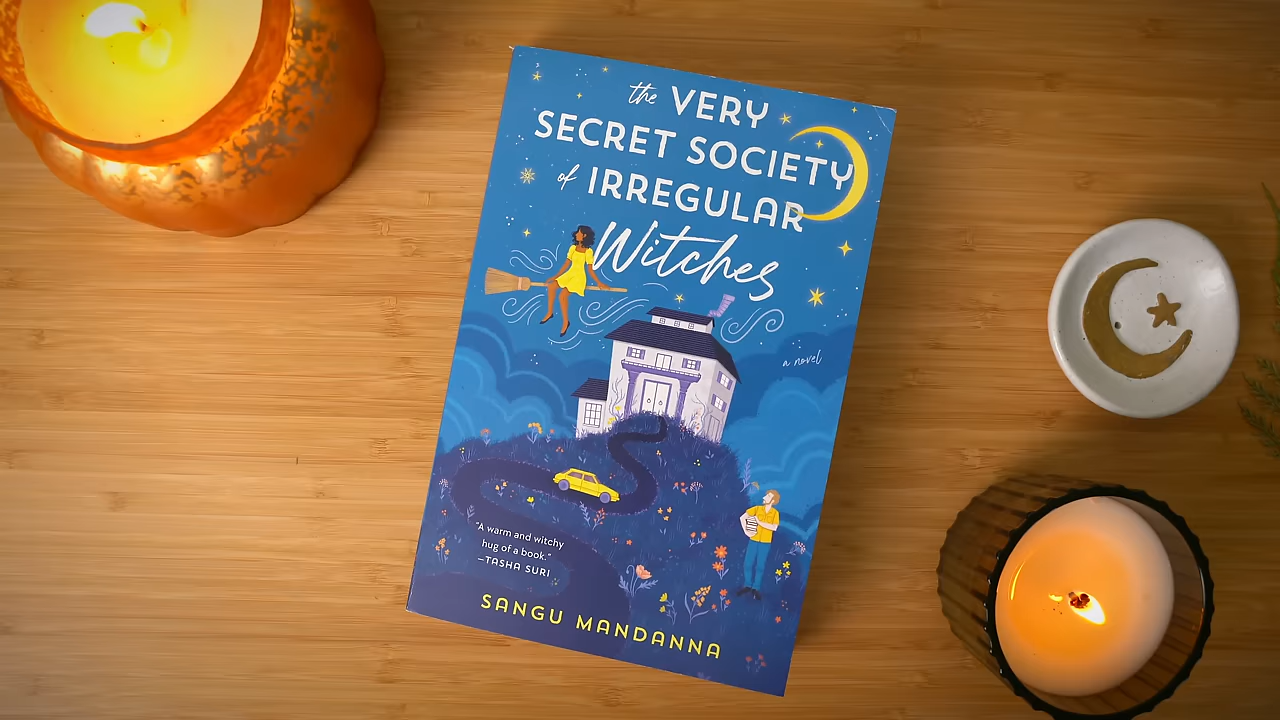 the VERY
SECRET SOCIETY
of IRREGULAR
Witches
a novel
"A warm and witchy
hug of a book."
—TASHA SURI
SANGU MANDANNA